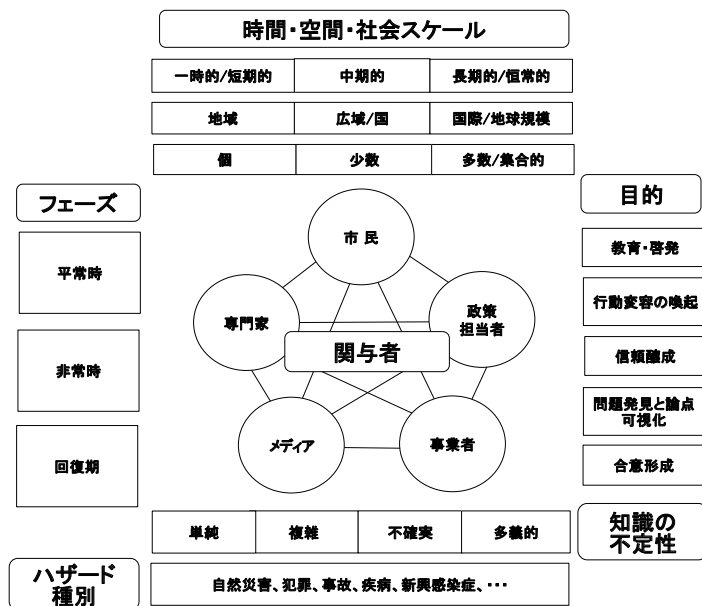 時間・空間・社会スケール
一時的/短期的 中期的 長期的/恒常的
地域 広域/国 国際/地球規模
個 少数 多数/集合的
フェーズ
平常時
非常時
回復期
市民
専門家
政策
担当者
関与者
メディア
事業者
目的
教育・啓発
行動変容の喚起
信頼醸成
問題発見と論点
可視化
合意形成
単純 複雑 不確実 多義的
知識の
不定性
ハザード
種別
自然災害、犯罪、事故、疾病、新興感染症、・・・